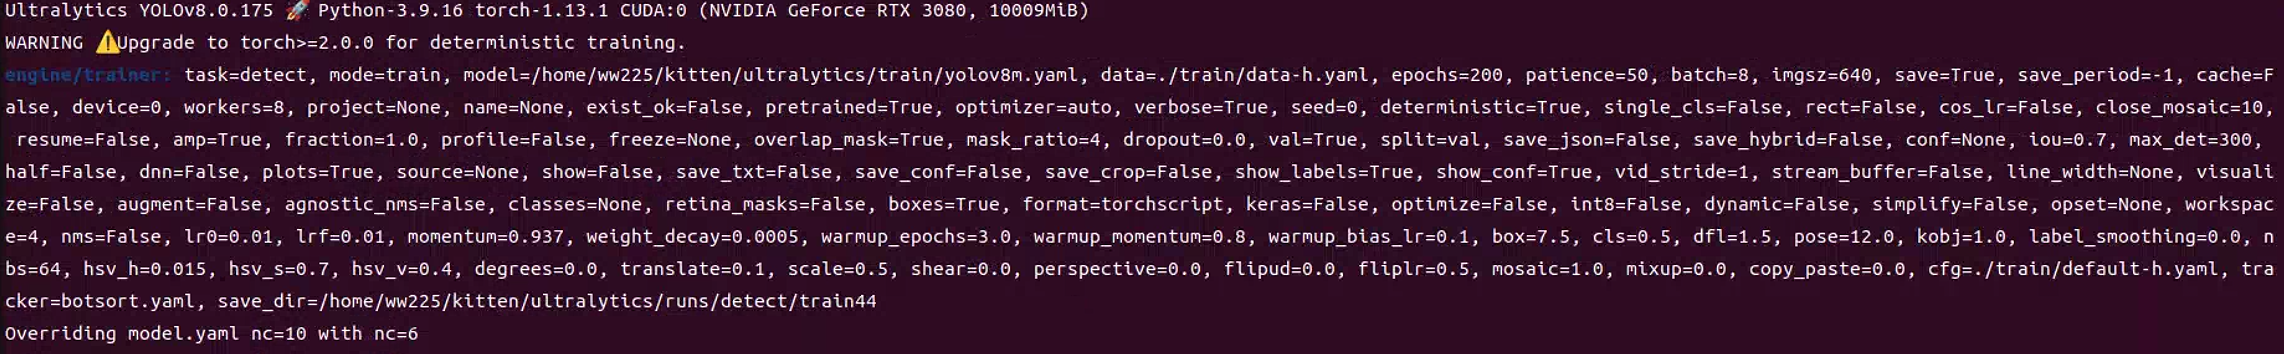 Ultralytics YOLOv8.0.175 🚀 Python-3.9.16 torch-1.13.1 CUDA:0 (NVIDIA GeForce RTX 3080, 10009MiB)
WARNING ⚠️Upgrade to torch>=2.0.0 for deterministic training.
engine/trainer: task=detect, mode=train, model=/home/ww225/kitten/ultralytics/train/yolov8m.yaml, data=./train/data-h.yaml, epochs=200, patience=50, batch=8, imgsz=640, save=True, save_period=-1, cache=F
alse, device=0, workers=8, project=None, name=None, exist_ok=False, pretrained=True, optimizer=auto, verbose=True, seed=0, deterministic=True, single_cls=False, rect=False, cos_lr=False, close_mosaic=10,
 resume=False, amp=True, fraction=1.0, profile=False, freeze=None, overlap_mask=True, mask_ratio=4, dropout=0.0, val=True, split=val, save_json=False, save_hybrid=False, conf=None, iou=0.7, max_det=300,
half=False, dnn=False, plots=True, source=None, show=False, save_txt=False, save_conf=False, save_crop=False, show_labels=True, show_conf=True, vid_stride=1, stream_buffer=False, line_width=None, visuali
ze=False, augment=False, agnostic_nms=False, classes=None, retina_masks=False, boxes=True, format=torchscript, keras=False, optimize=False, int8=False, dynamic=False, simplify=False, opset=None, workspac
e=4, nms=False, lr0=0.01, lrf=0.01, momentum=0.937, weight_decay=0.0005, warmup_epochs=3.0, warmup_momentum=0.8, warmup_bias_lr=0.1, box=7.5, cls=0.5, dfl=1.5, pose=12.0, kobj=1.0, label_smoothing=0.0, n
bs=64, hsv_h=0.015, hsv_s=0.7, hsv_v=0.4, degrees=0.0, translate=0.1, scale=0.5, shear=0.0, perspective=0.0, flipud=0.0, fliplr=0.5, mosaic=1.0, mixup=0.0, copy_paste=0.0, cfg=./train/default-h.yaml, tra
cker=botsort.yaml, save_dir=/home/ww225/kitten/ultralytics/runs/detect/train44
Overriding model.yaml nc=10 with nc=6